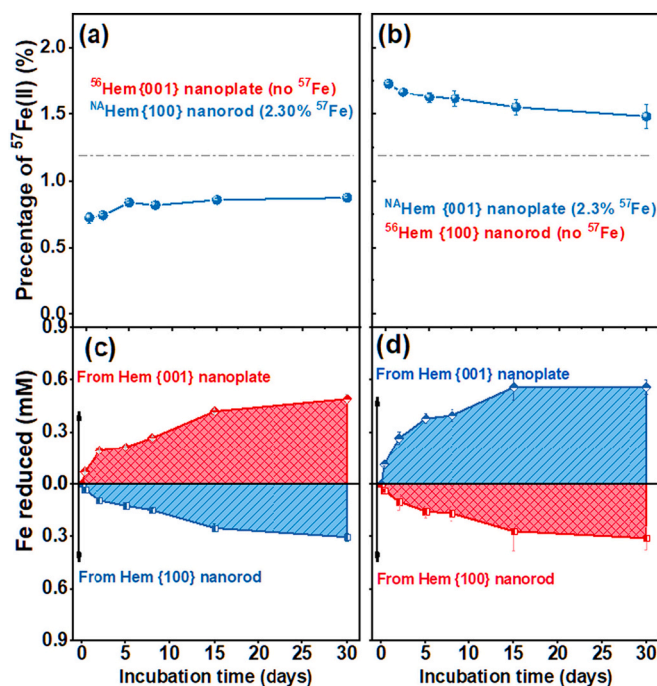 (a)
(b)
Precentage of ⁵⁷Fe(II) (%)
2.0
1.5
1.0
0.5
0.0
⁵⁶Hem{001} nanoplate (no ⁵⁷Fe)
ᴺᴬHem{100} nanorod (2.30% ⁵⁷Fe)
ᴺᴬHem {001} nanoplate (2.3% ⁵⁷Fe)
⁵⁶Hem {100} nanorod (no ⁵⁷Fe)
(c)
(d)
Fe reduced (mM)
0.9
0.6
0.3
0.0
0.3
0.6
0.9
From Hem {001} nanoplate
From Hem {100} nanorod
From Hem {001} nanoplate
From Hem {100} nanorod
0 5 10 15 20 25 30
0 5 10 15 20 25 30
Incubation time (days)
Incubation time (days)